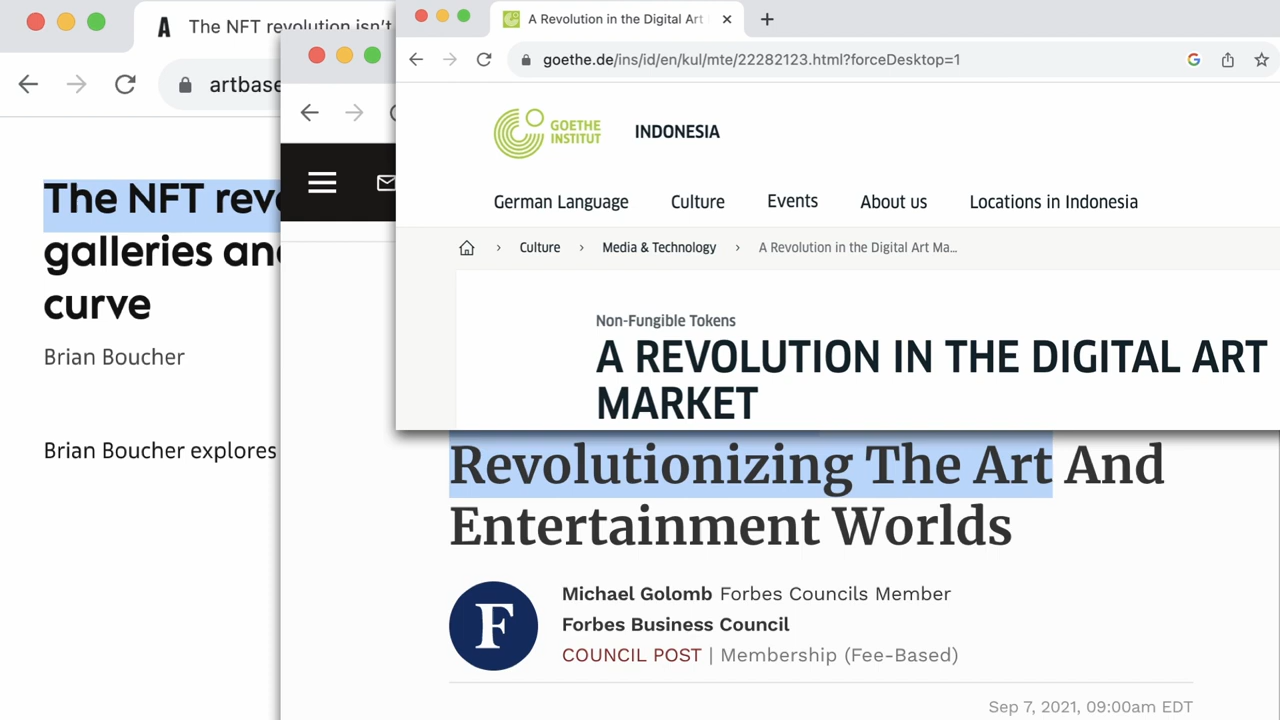 The NFT revolution isn't
artbase
The NFT rev
galleries an
curve
Brian Boucher
Brian Boucher explores
A Revolution in the Digital Art
goethe.de/ins/id/en/kul/mte/22282123.html?forceDesktop=1
GOETHE
INSTITUT
INDONESIA
German Language
Culture
Events
About us
Locations in Indonesia
Culture
Media & Technology
A Revolution in the Digital Art Ma…
Non-Fungible Tokens
A REVOLUTION IN THE DIGITAL ART
MARKET
Revolutionizing The Art And
Entertainment Worlds
F
Michael Golomb Forbes Councils Member
Forbes Business Council
COUNCIL POST | Membership (Fee-Based)
Sep 7, 2021, 09:00am EDT